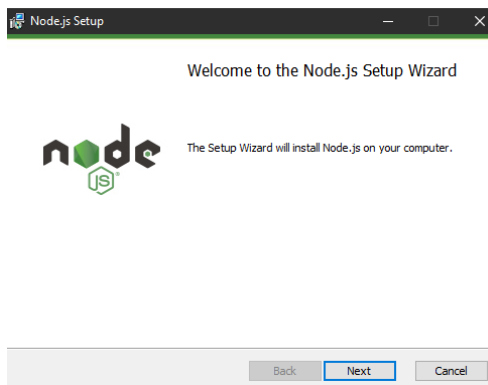 Node.js Setup
Welcome to the Node.js Setup Wizard
node
JS
The Setup Wizard will install Node.js on your computer.
Back Next Cancel